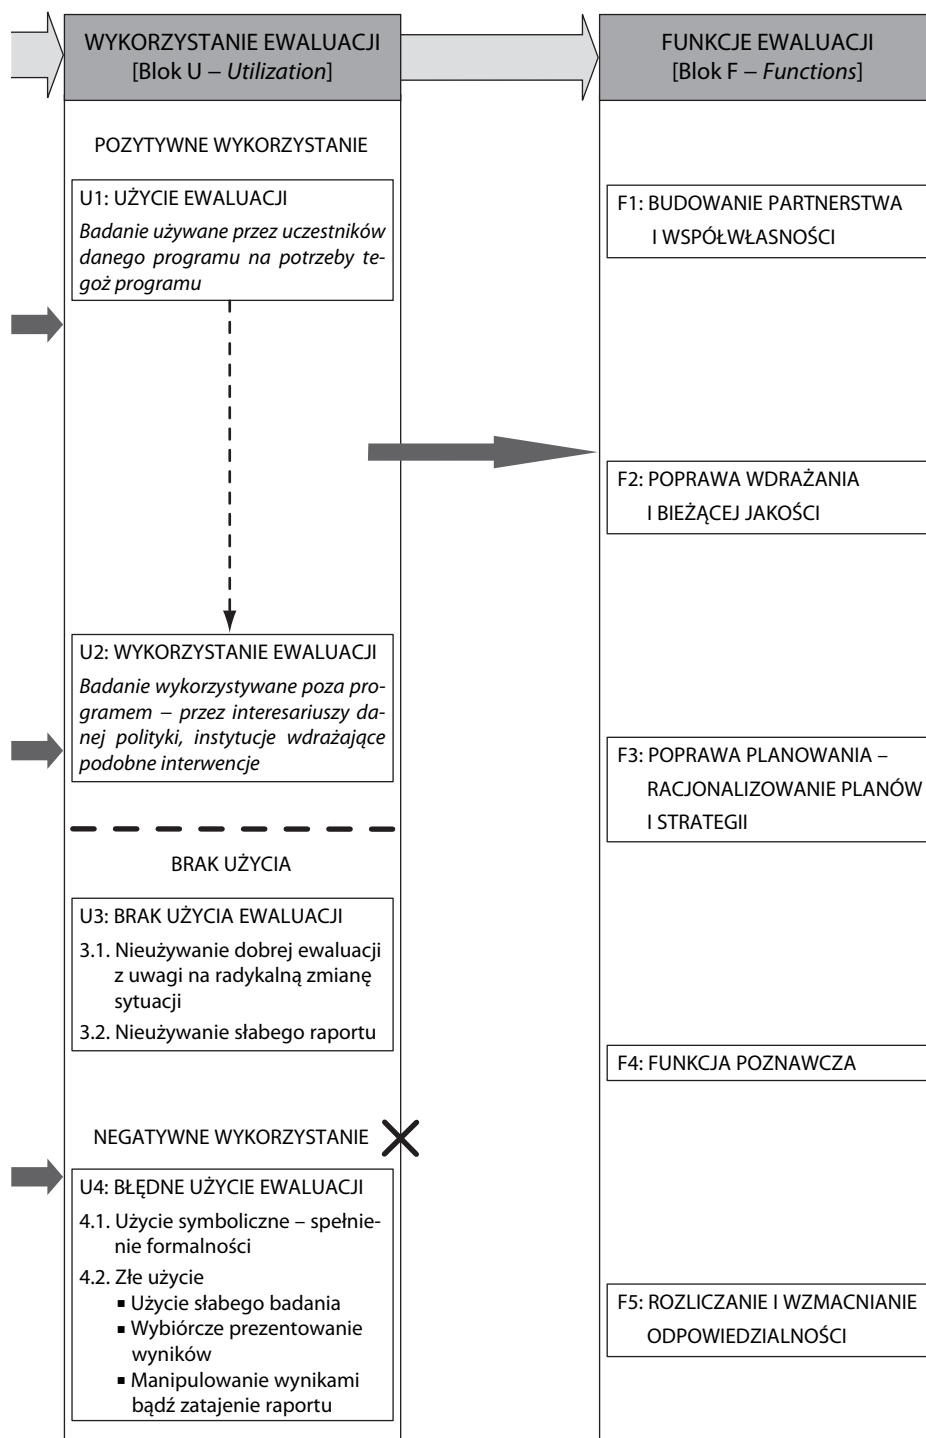 WYKORZYSTANIE EWALUACJI
[Blok U – Utilization]
POZYTYWNE WYKORZYSTANIE
U1: UŻYCIE EWALUACJI
Badanie używane przez uczestników
danego programu na potrzeby te-
goż programu
U2: WYKORZYSTANIE EWALUACJI
Badanie wykorzystywane poza pro-
gramem – przez interesariuszy da-
nej polityki, instytucje wdrażające
podobne interwencje
BRAK UŻYCIA
U3: BRAK UŻYCIA EWALUACJI
3.1. Nieużywanie dobrej ewaluacji
z uwagi na radykalną zmianę
sytuacji
3.2. Nieużywanie słabego raportu
NEGATYWNE WYKORZYSTANIE
U4: BŁĘDNE UŻYCIE EWALUACJI
4.1. Użycie symboliczne – spełnie-
nie formalności
4.2. Złe użycie
▪ Użycie słabego badania
▪ Wybiórcze prezentowanie
wyników
▪ Manipulowanie wynikami
bądź zatajenie raportu
FUNKCJE EWALUACJI
[Blok F – Functions]
F1: BUDOWANIE PARTNERSTWA
I WSPÓŁWŁASNOŚCI
F2: POPRAWA WDRAŻANIA
I BIEŻĄCEJ JAKOŚCI
F3: POPRAWA PLANOWANIA –
RACJONALIZOWANIE PLANÓW
I STRATEGII
F4: FUNKCJA POZNAWCZA
F5: ROZLICZANIE I WZMACNIANIE
ODPOWIEDZIALNOŚCI